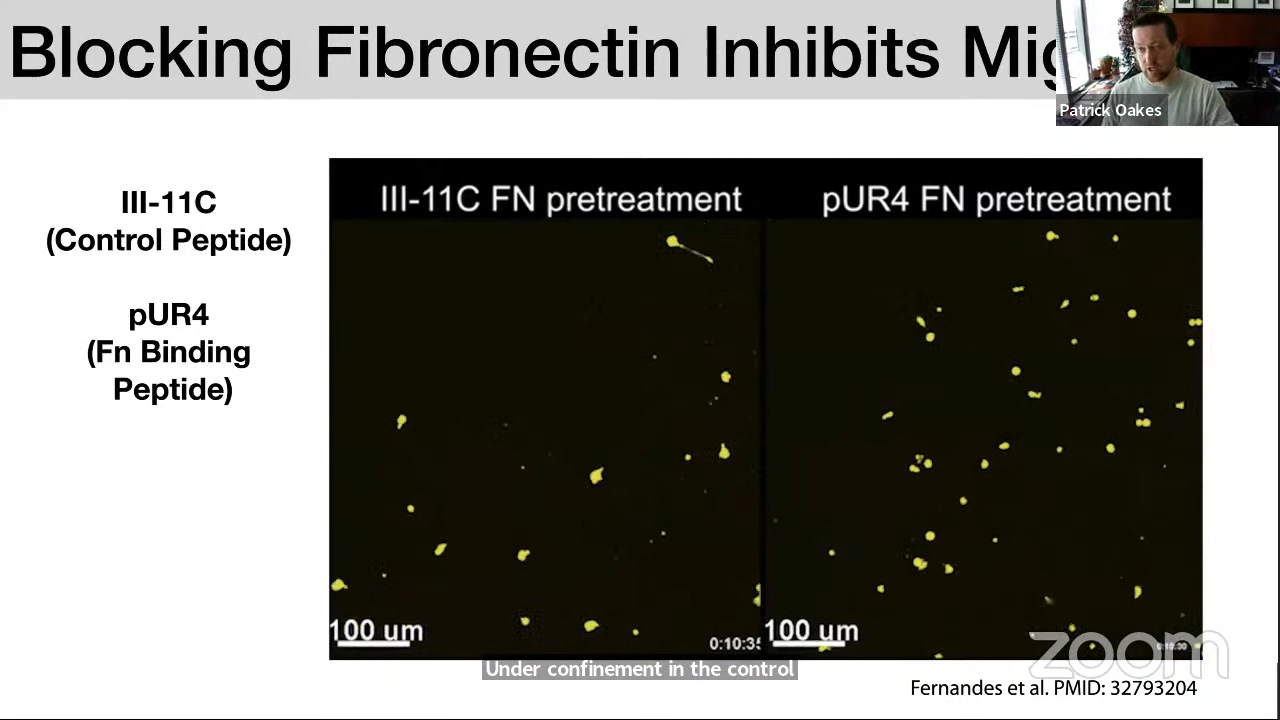 Blocking Fibronectin Inhibits Mig
Patrick Oakes
III-11C
(Control Peptide)
pUR4
(Fn Binding
Peptide)
III-11C FN pretreatment
pUR4 FN pretreatment
100 um
0:10:35
100 um
zoom
Under confinement in the control
Fernandes et al. PMID: 32793204